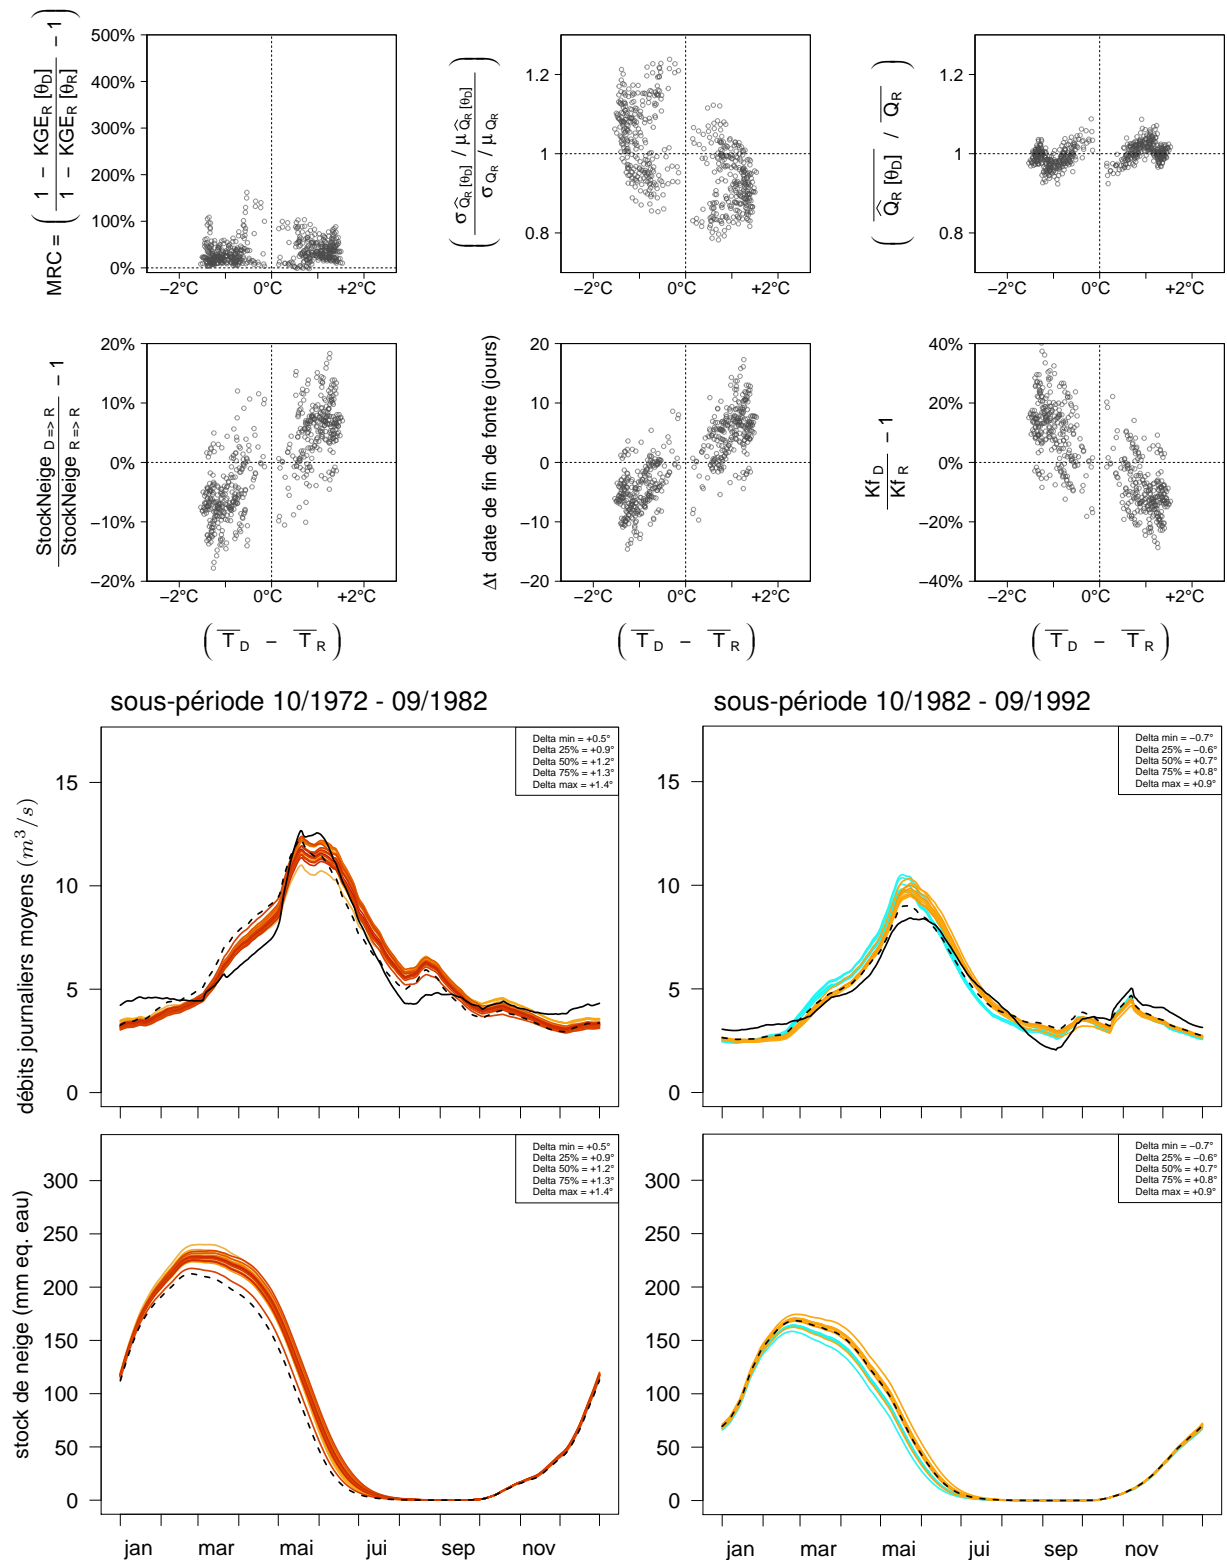 MRC = ( 1 − KGE_R [θ_D] / 1 − KGE_R [θ_R] − 1 )
500%
400%
300%
200%
100%
0%
−2°C 0°C +2°C
( σ Q̂_R [θ_D] / μ Q̂_R [θ_D] / σ Q_R / μ Q_R )
1.2
1
0.8
−2°C 0°C +2°C
( Q̂_R [θ_D] / Q_R )
1.2
1
0.8
−2°C 0°C +2°C
StockNeige D => R / StockNeige R => R − 1
20%
10%
0%
−10%
−20%
−2°C 0°C +2°C
( T_D − T_R )
Δt date de fin de fonte (jours)
20
10
0
−10
−20
−2°C 0°C +2°C
( T_D − T_R )
Kf_D / Kf_R − 1
40%
20%
0%
−20%
−40%
−2°C 0°C +2°C
( T_D − T_R )
sous-période 10/1972 - 09/1982
débits journaliers moyens (m³/s)
15
10
5
0
Delta min = +0.5°
Delta 25% = +0.9°
Delta 50% = +1.2°
Delta 75% = +1.3°
Delta max = +1.4°
sous-période 10/1982 - 09/1992
15
10
5
0
Delta min = −0.7°
Delta 25% = −0.6°
Delta 50% = +0.7°
Delta 75% = +0.8°
Delta max = +0.9°
stock de neige (mm eq. eau)
300
250
200
150
100
50
0
Delta min = +0.5°
Delta 25% = +0.9°
Delta 50% = +1.2°
Delta 75% = +1.3°
Delta max = +1.4°
jan mar mai jui sep nov
300
250
200
150
100
50
0
Delta min = −0.7°
Delta 25% = −0.6°
Delta 50% = +0.7°
Delta 75% = +0.8°
Delta max = +0.9°
jan mar mai jui sep nov